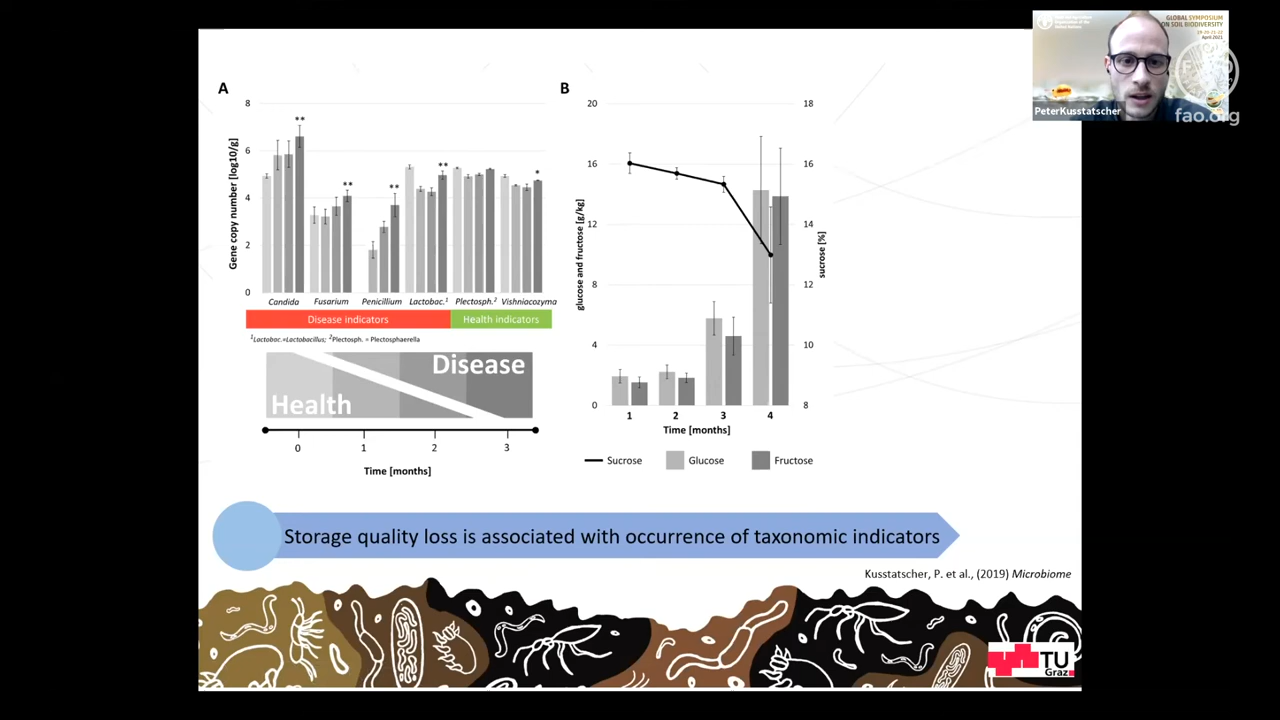 A
8
6
4
2
0
Gene copy number [log10/g]
**
**
**
**
*
Candida
Fusarium
Penicillium
Lactobac.¹
Plectosph.²
Vishniacozyma
Disease indicators
Health indicators
¹Lactobac.=Lactobacillus; ²Plectosph. = Plectosphaerella
Disease
Health
0
1
2
3
Time [months]
B
20
16
12
8
4
0
glucose and fructose [g/kg]
18
16
14
12
10
8
sucrose [%]
1
2
3
4
Time [months]
Sucrose
Glucose
Fructose
Storage quality loss is associated with occurrence of taxonomic indicators
Kusstatscher, P. et al., (2019) Microbiome
TU
Graz
GLOBAL SYMPOSIUM
ON SOIL BIODIVERSITY
April 2021
PeterKusstatscher
fao.org